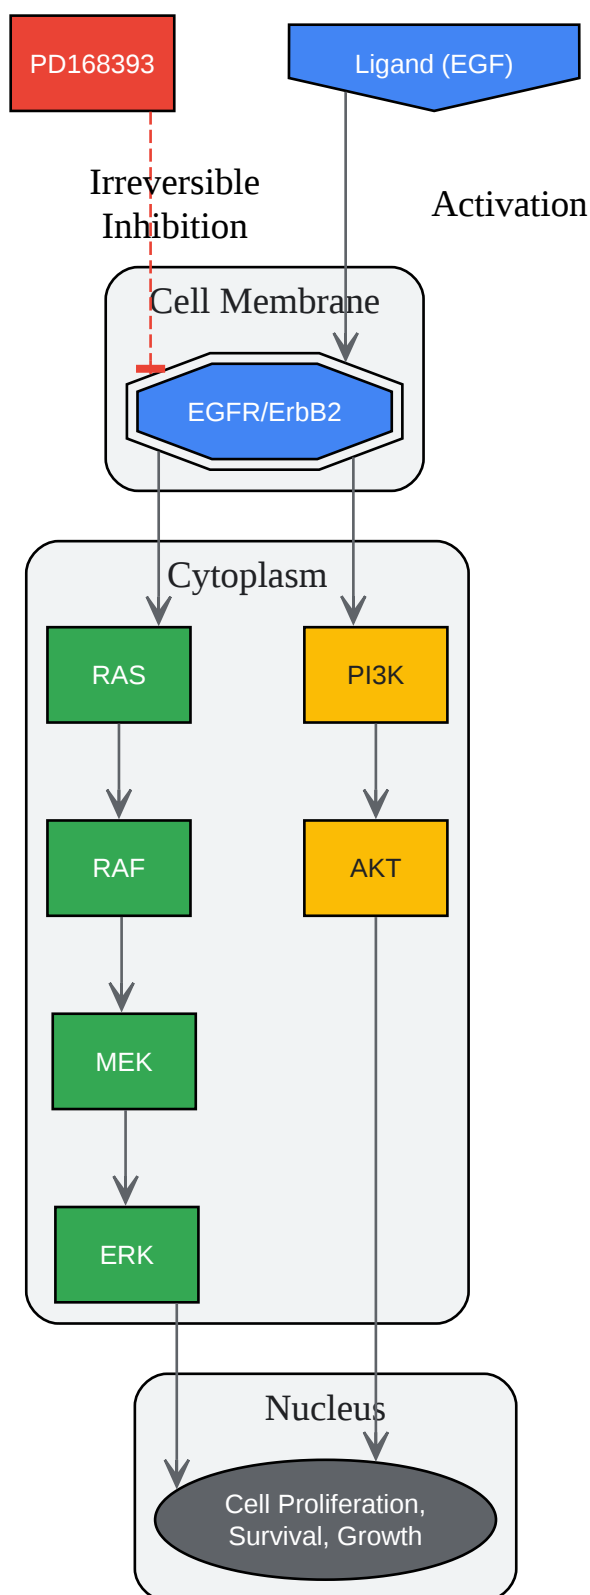 PD168393
Ligand (EGF)
Irreversible
Inhibition
Activation
Cell Membrane
EGFR/ErbB2
Cytoplasm
RAS
PI3K
RAF
AKT
MEK
ERK
Nucleus
Cell Proliferation,
Survival, Growth